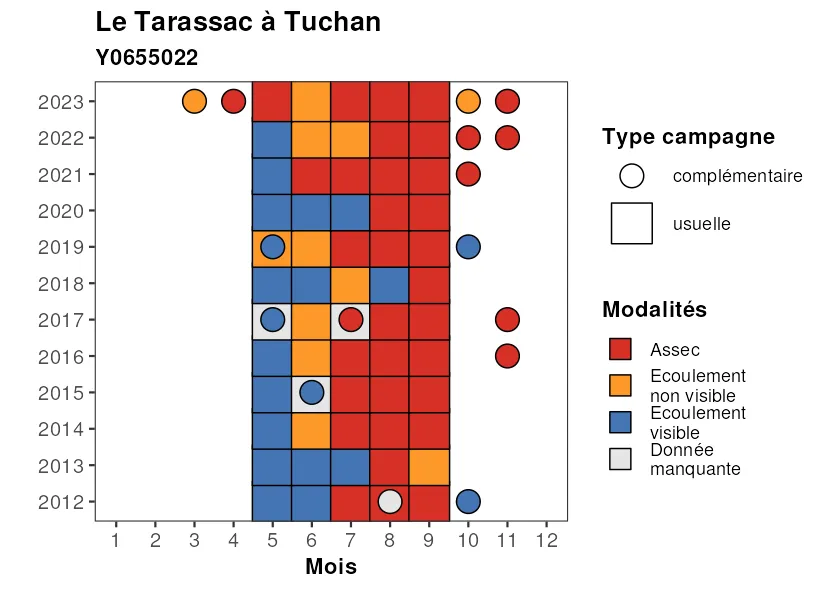 Le Tarassac à Tuchan
Y0655022
2023
2022
2021
2020
2019
2018
2017
2016
2015
2014
2013
2012
1 2 3 4 5 6 7 8 9 10 11 12
Mois
Type campagne
complémentaire
usuelle
Modalités
Assec
Ecoulement
non visible
Ecoulement
visible
Donnée
manquante